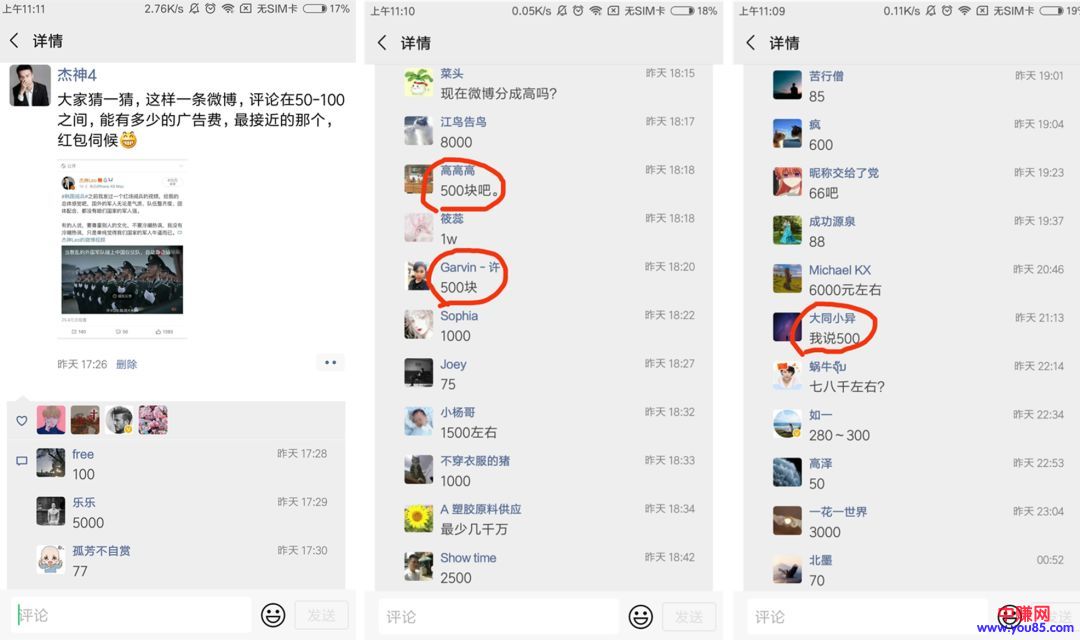 上午11:11
2.76K/s
无SIM卡
17%
详情
杰神4
大家猜一猜，这样一条微博，评论在50-100
之间，能有多少的广告费，最接近的那个，
红包伺候
昨天 17:26 删除
free
昨天 17:28
100
乐乐
昨天 17:29
5000
孤芳不自赏
昨天 17:30
77
评论
发送
上午11:10
0.05K/s
无SIM卡
18%
详情
菜头
昨天 18:15
现在微博分成高吗?
江鸟告鸟
昨天 18:17
8000
高高高
昨天 18:18
500块吧。
筱蕊
昨天 18:18
1w
Garvin - 许
昨天 18:20
500块
Sophia
昨天 18:22
1000
Joey
昨天 18:27
75
小杨哥
昨天 18:32
1500左右
不穿衣服的猪
昨天 18:33
1000
A 塑胶原料供应
昨天 18:34
最少几千万
Show time
昨天 18:42
2500
评论
发送
上午11:09
0.11K/s
无SIM卡
19%
详情
苦行僧
昨天 19:01
85
疯
昨天 19:04
600
昵称交给了党
昨天 19:23
66吧
成功源泉
昨天 19:37
88
Michael KX
昨天 20:46
6000元左右
大同小异
昨天 21:13
我说500
昨天 22:14
七八千左右?
如一
昨天 22:34
280～300
高泽
昨天 22:53
50
一花一世界
昨天 23:04
3000
北墨
00:52
70
评论
中赚网
www.you85.com